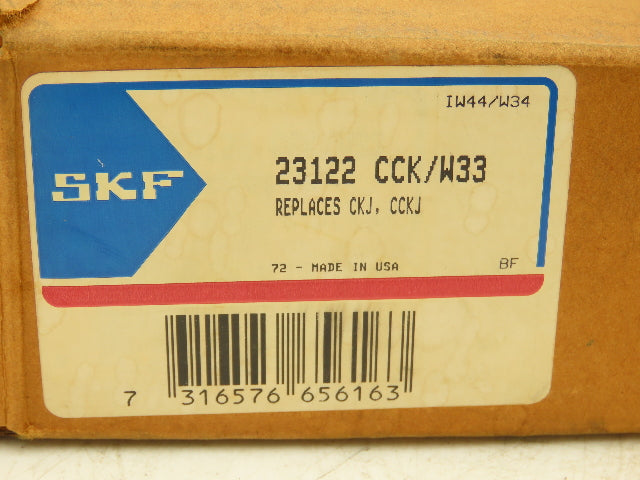 IW44/W34
SKF
23122 CCK/W33
REPLACES CKJ, CCKJ
72 - MADE IN USA
BF
7 316576 656163